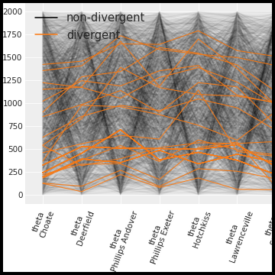 non-divergent
divergent
2000
1750
1500
1250
1000
750
500
250
0
theta
Choate
theta
Deerfield
theta
Phillips Andover
theta
Phillips Exeter
theta
Hotchkiss
theta
Lawrenceville